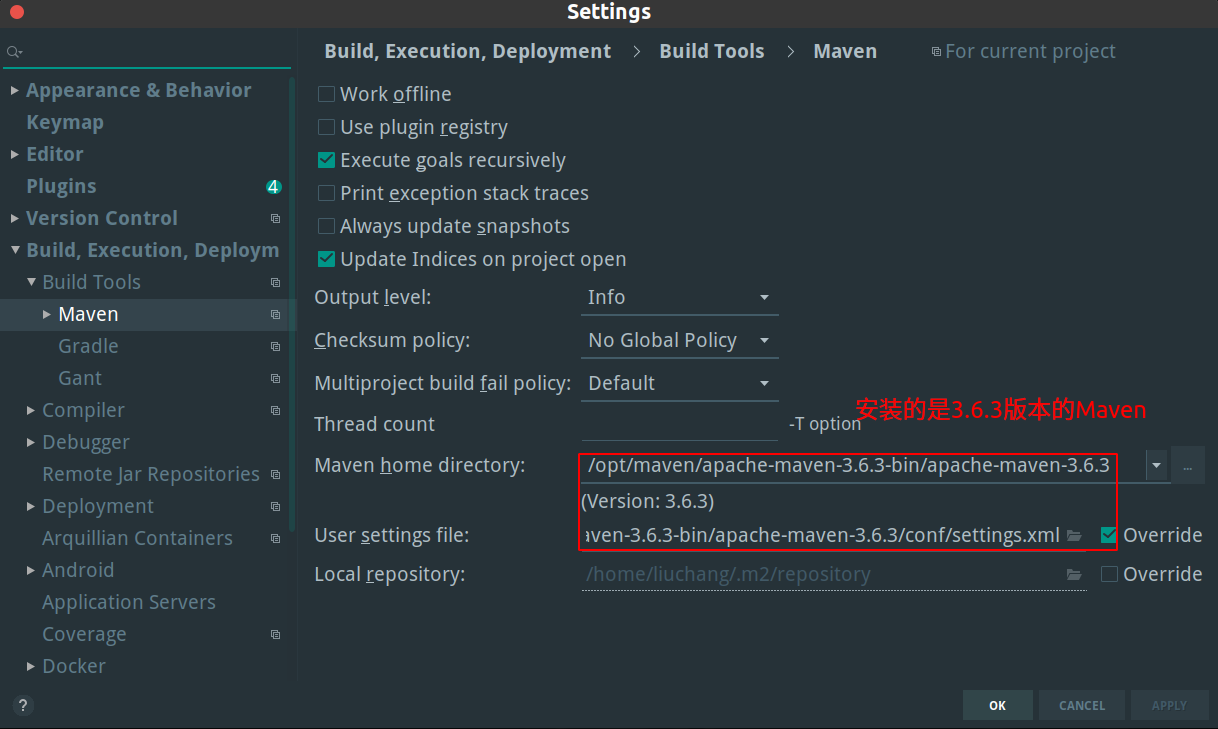 Settings
Build, Execution, Deployment > Build Tools > Maven For current project
Appearance & Behavior
Keymap
Editor
Plugins 4
Version Control
Build, Execution, Deploym
Build Tools
Maven
Gradle
Gant
Compiler
Debugger
Remote Jar Repositories
Deployment
Arquillian Containers
Android
Application Servers
Coverage
Docker
Work offline
Use plugin registry
Execute goals recursively
Print exception stack traces
Always update snapshots
Update Indices on project open
Output level: Info
Checksum policy: No Global Policy
Multiproject build fail policy: Default
安装的是3.6.3版本的Maven
Thread count -T option
Maven home directory: /opt/maven/apache-maven-3.6.3-bin/apache-maven-3.6.3 ...
(Version: 3.6.3)
User settings file: aven-3.6.3-bin/apache-maven-3.6.3/conf/settings.xml Override
Local repository: /home/liuchang/.m2/repository Override
? OK CANCEL APPLY